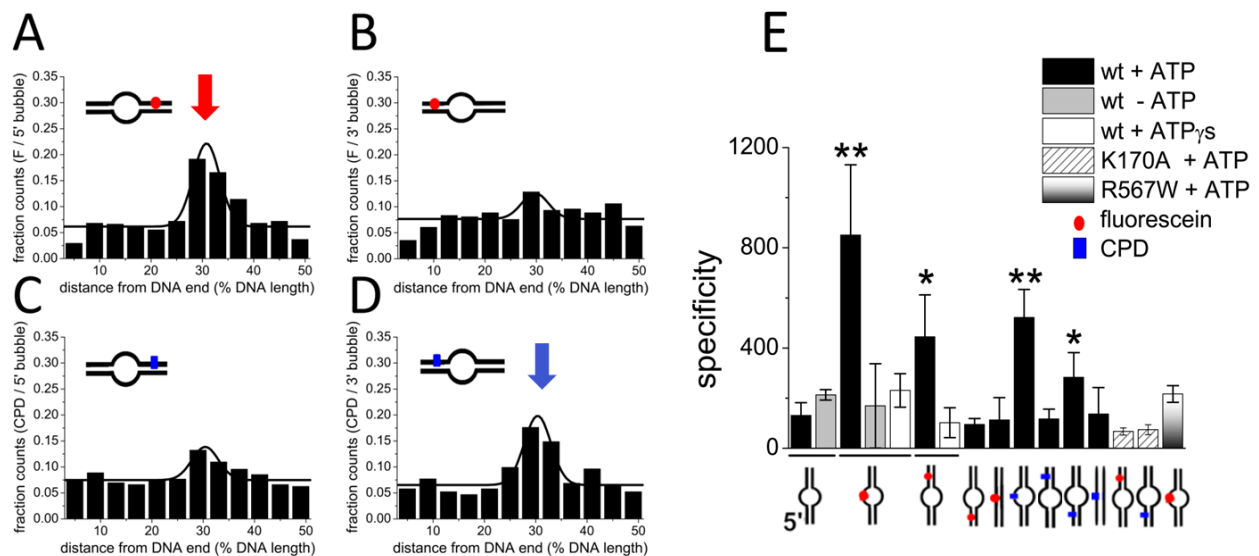 A
fraction counts (F / 5' bubble)
0.35
0.30
0.25
0.20
0.15
0.10
0.05
0.00
10 20 30 40 50
distance from DNA end (% DNA length)
B
fraction counts (F / 3' bubble)
0.35
0.30
0.25
0.20
0.15
0.10
0.05
0.00
10 20 30 40 50
distance from DNA end (% DNA length)
C
fraction counts (CPD / 5' bubble)
0.35
0.30
0.25
0.20
0.15
0.10
0.05
0.00
10 20 30 40 50
distance from DNA end (% DNA length)
D
fraction counts (CPD / 3' bubble)
0.35
0.30
0.25
0.20
0.15
0.10
0.05
0.00
10 20 30 40 50
distance from DNA end (% DNA length)
E
wt + ATP
wt - ATP
wt + ATPγs
K170A + ATP
R567W + ATP
fluorescein
CPD
specificity
1200
800
400
0
** * ** *
5'